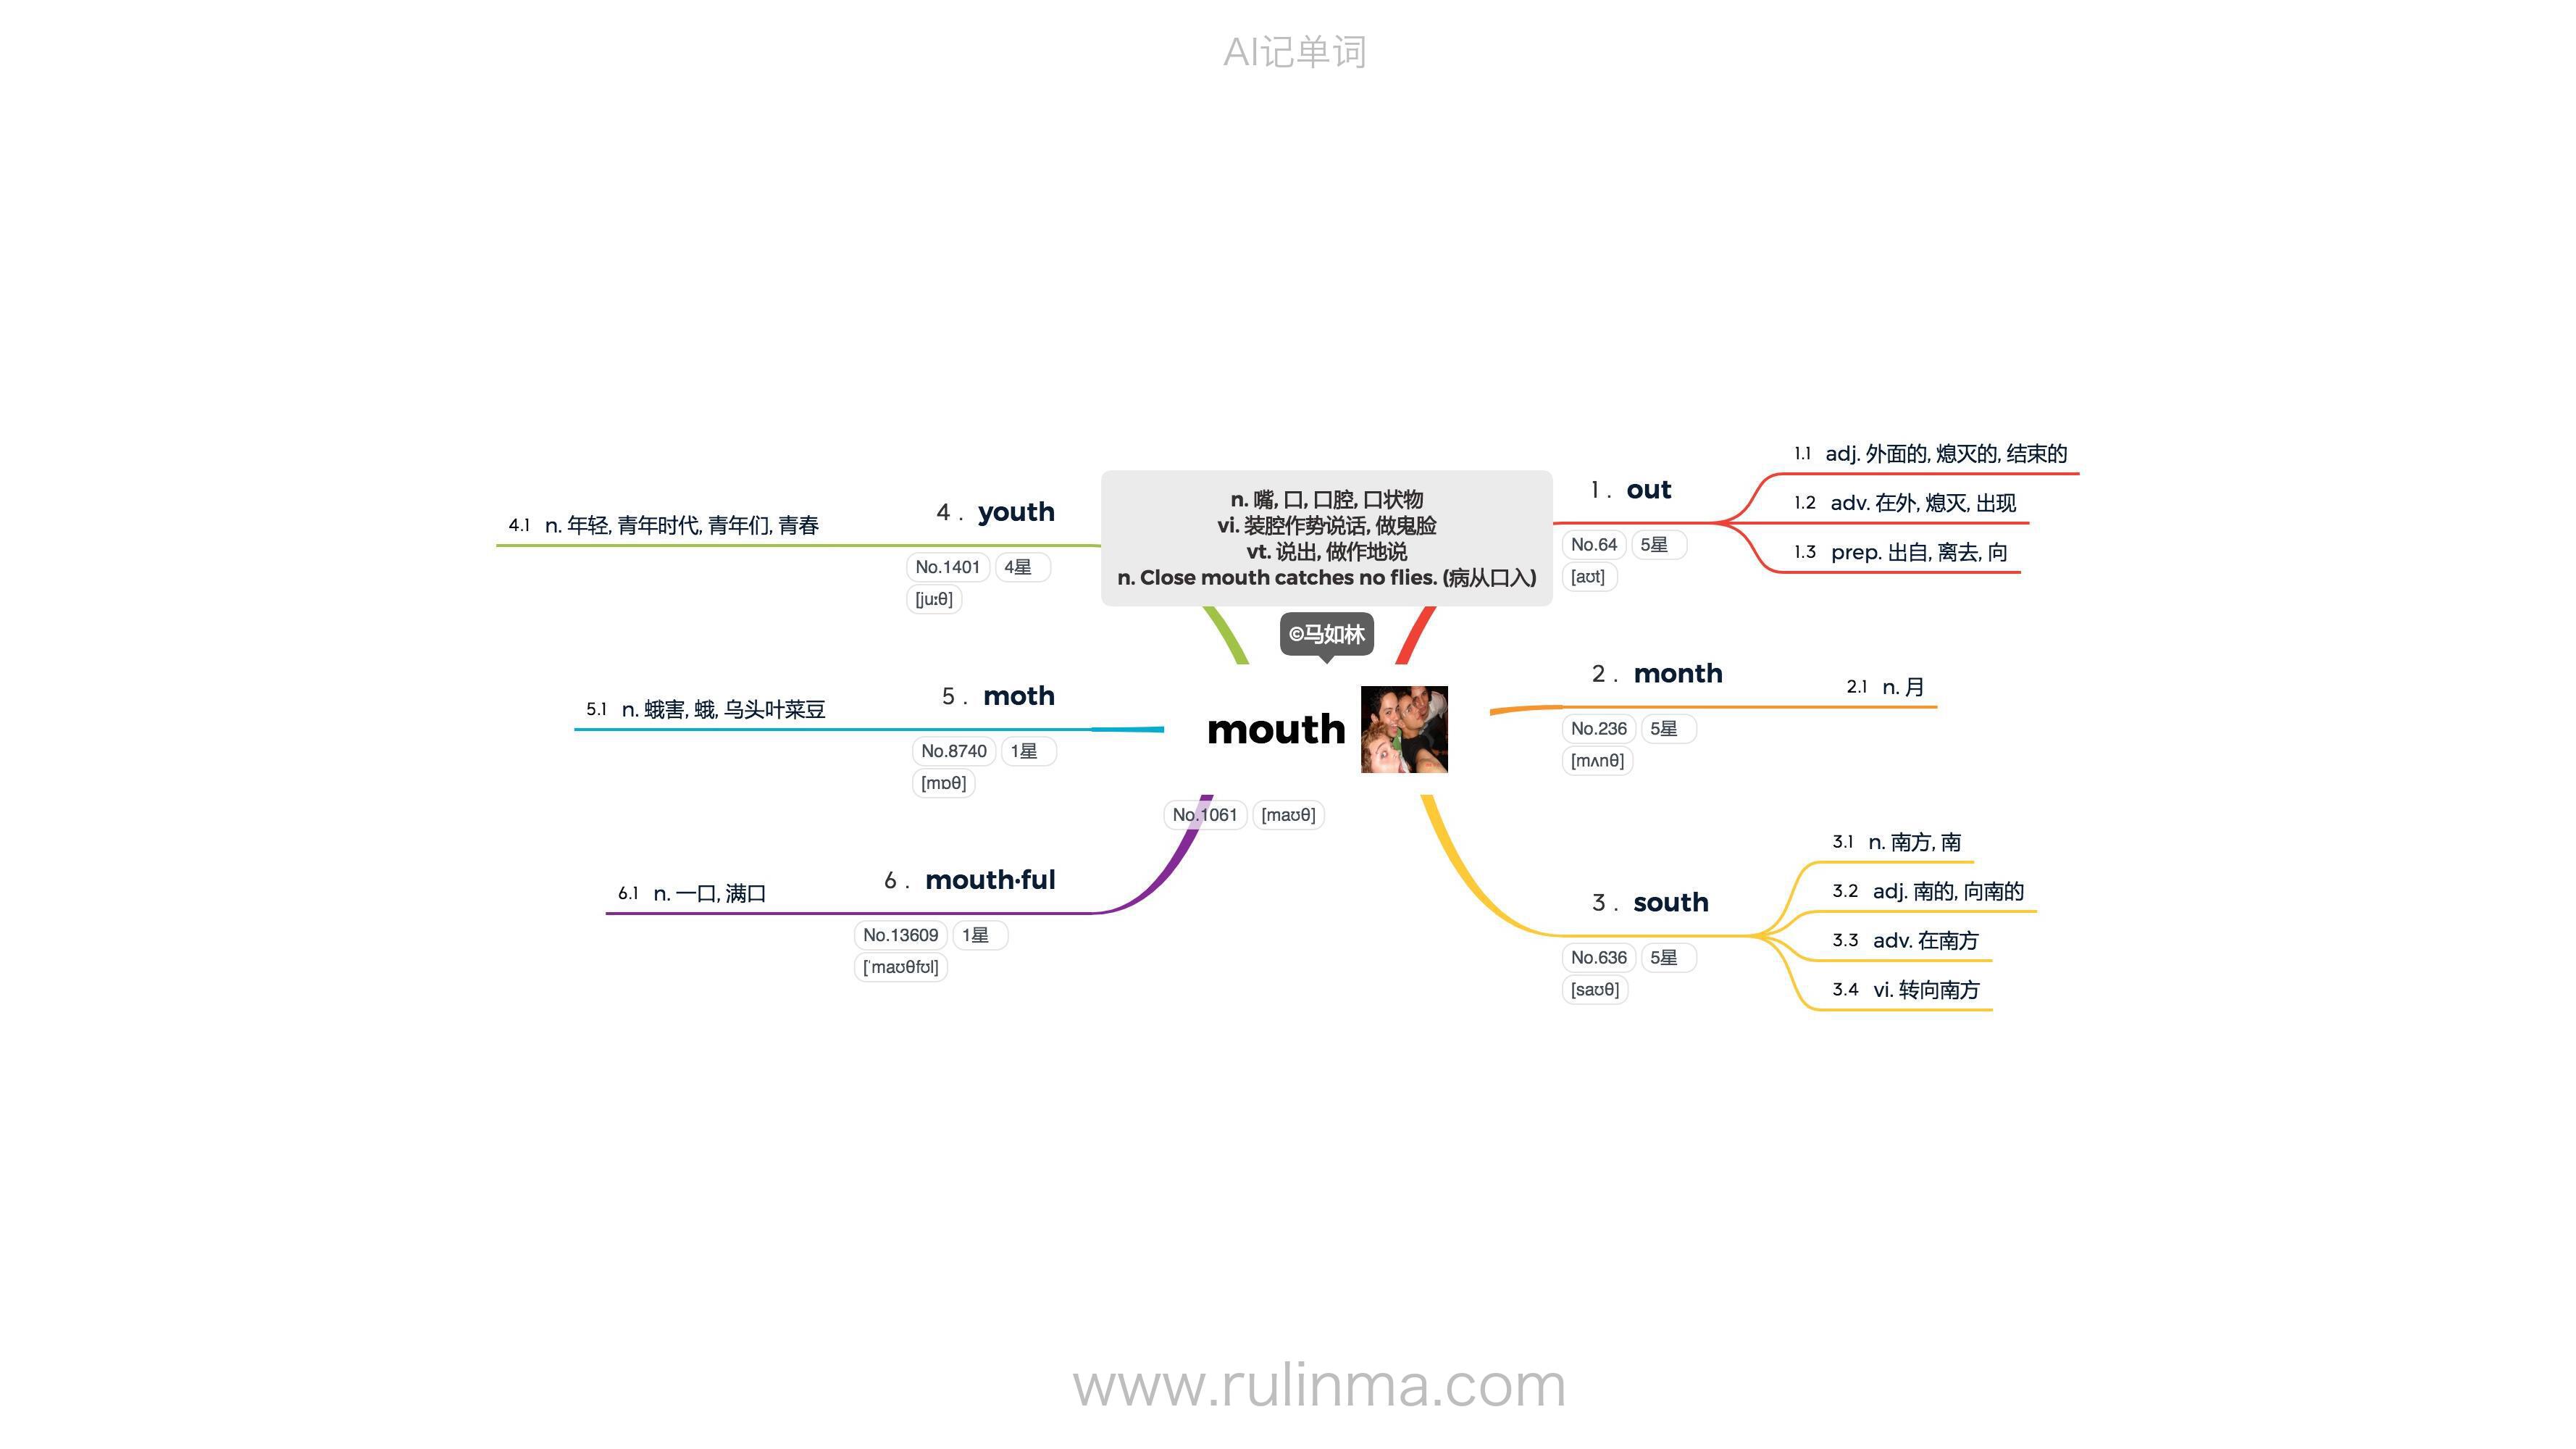 AI记单词
n. 嘴, 口, 口腔, 口状物
vi. 装腔作势说话, 做鬼脸
vt. 说出, 做作地说
n. Close mouth catches no flies. (病从口入)
©马如林
mouth
No.1061 [maʊθ]
1 . out
No.64 5星
[aʊt]
1.1 adj. 外面的, 熄灭的, 结束的
1.2 adv. 在外, 熄灭, 出现
1.3 prep. 出自, 离去, 向
2 . month
No.236 5星
[mʌnθ]
2.1 n. 月
3 . south
No.636 5星
[saʊθ]
3.1 n. 南方, 南
3.2 adj. 南的, 向南的
3.3 adv. 在南方
3.4 vi. 转向南方
4 . youth
No.1401 4星
[juːθ]
4.1 n. 年轻, 青年时代, 青年们, 青春
5 . moth
No.8740 1星
[mɒθ]
5.1 n. 蛾害, 蛾, 乌头叶菜豆
6 . mouth·ful
No.13609 1星
[ˈmaʊθfʊl]
6.1 n. 一口, 满口
www.rulinma.com